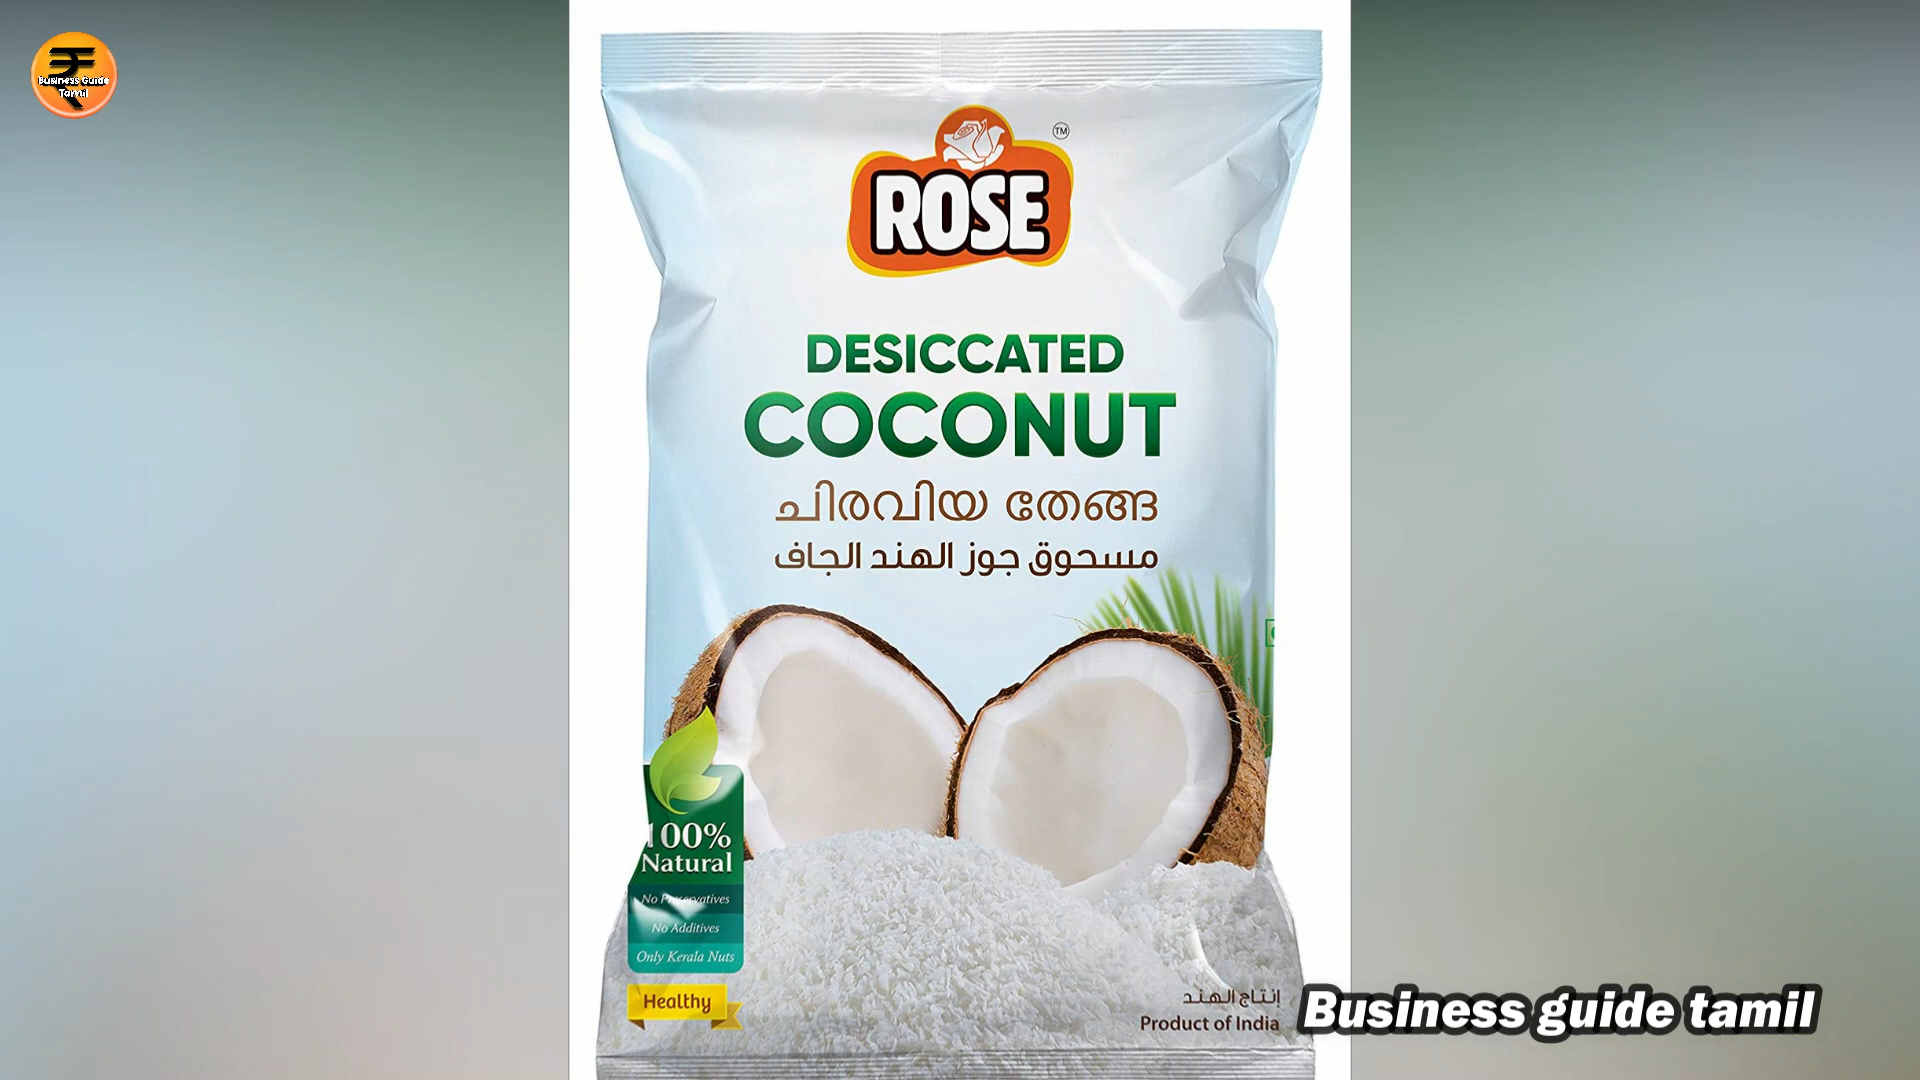 Business Guide
Tamil
TM
ROSE
DESICCATED
COCONUT
ചിരവിയ തേങ്ങ
مسحوق جوز الهند الجاف
100%
Natural
No Preservatives
No Additives
Only Kerala Nuts
Healthy
إنتاج الهند
Product of India
Business guide tamil